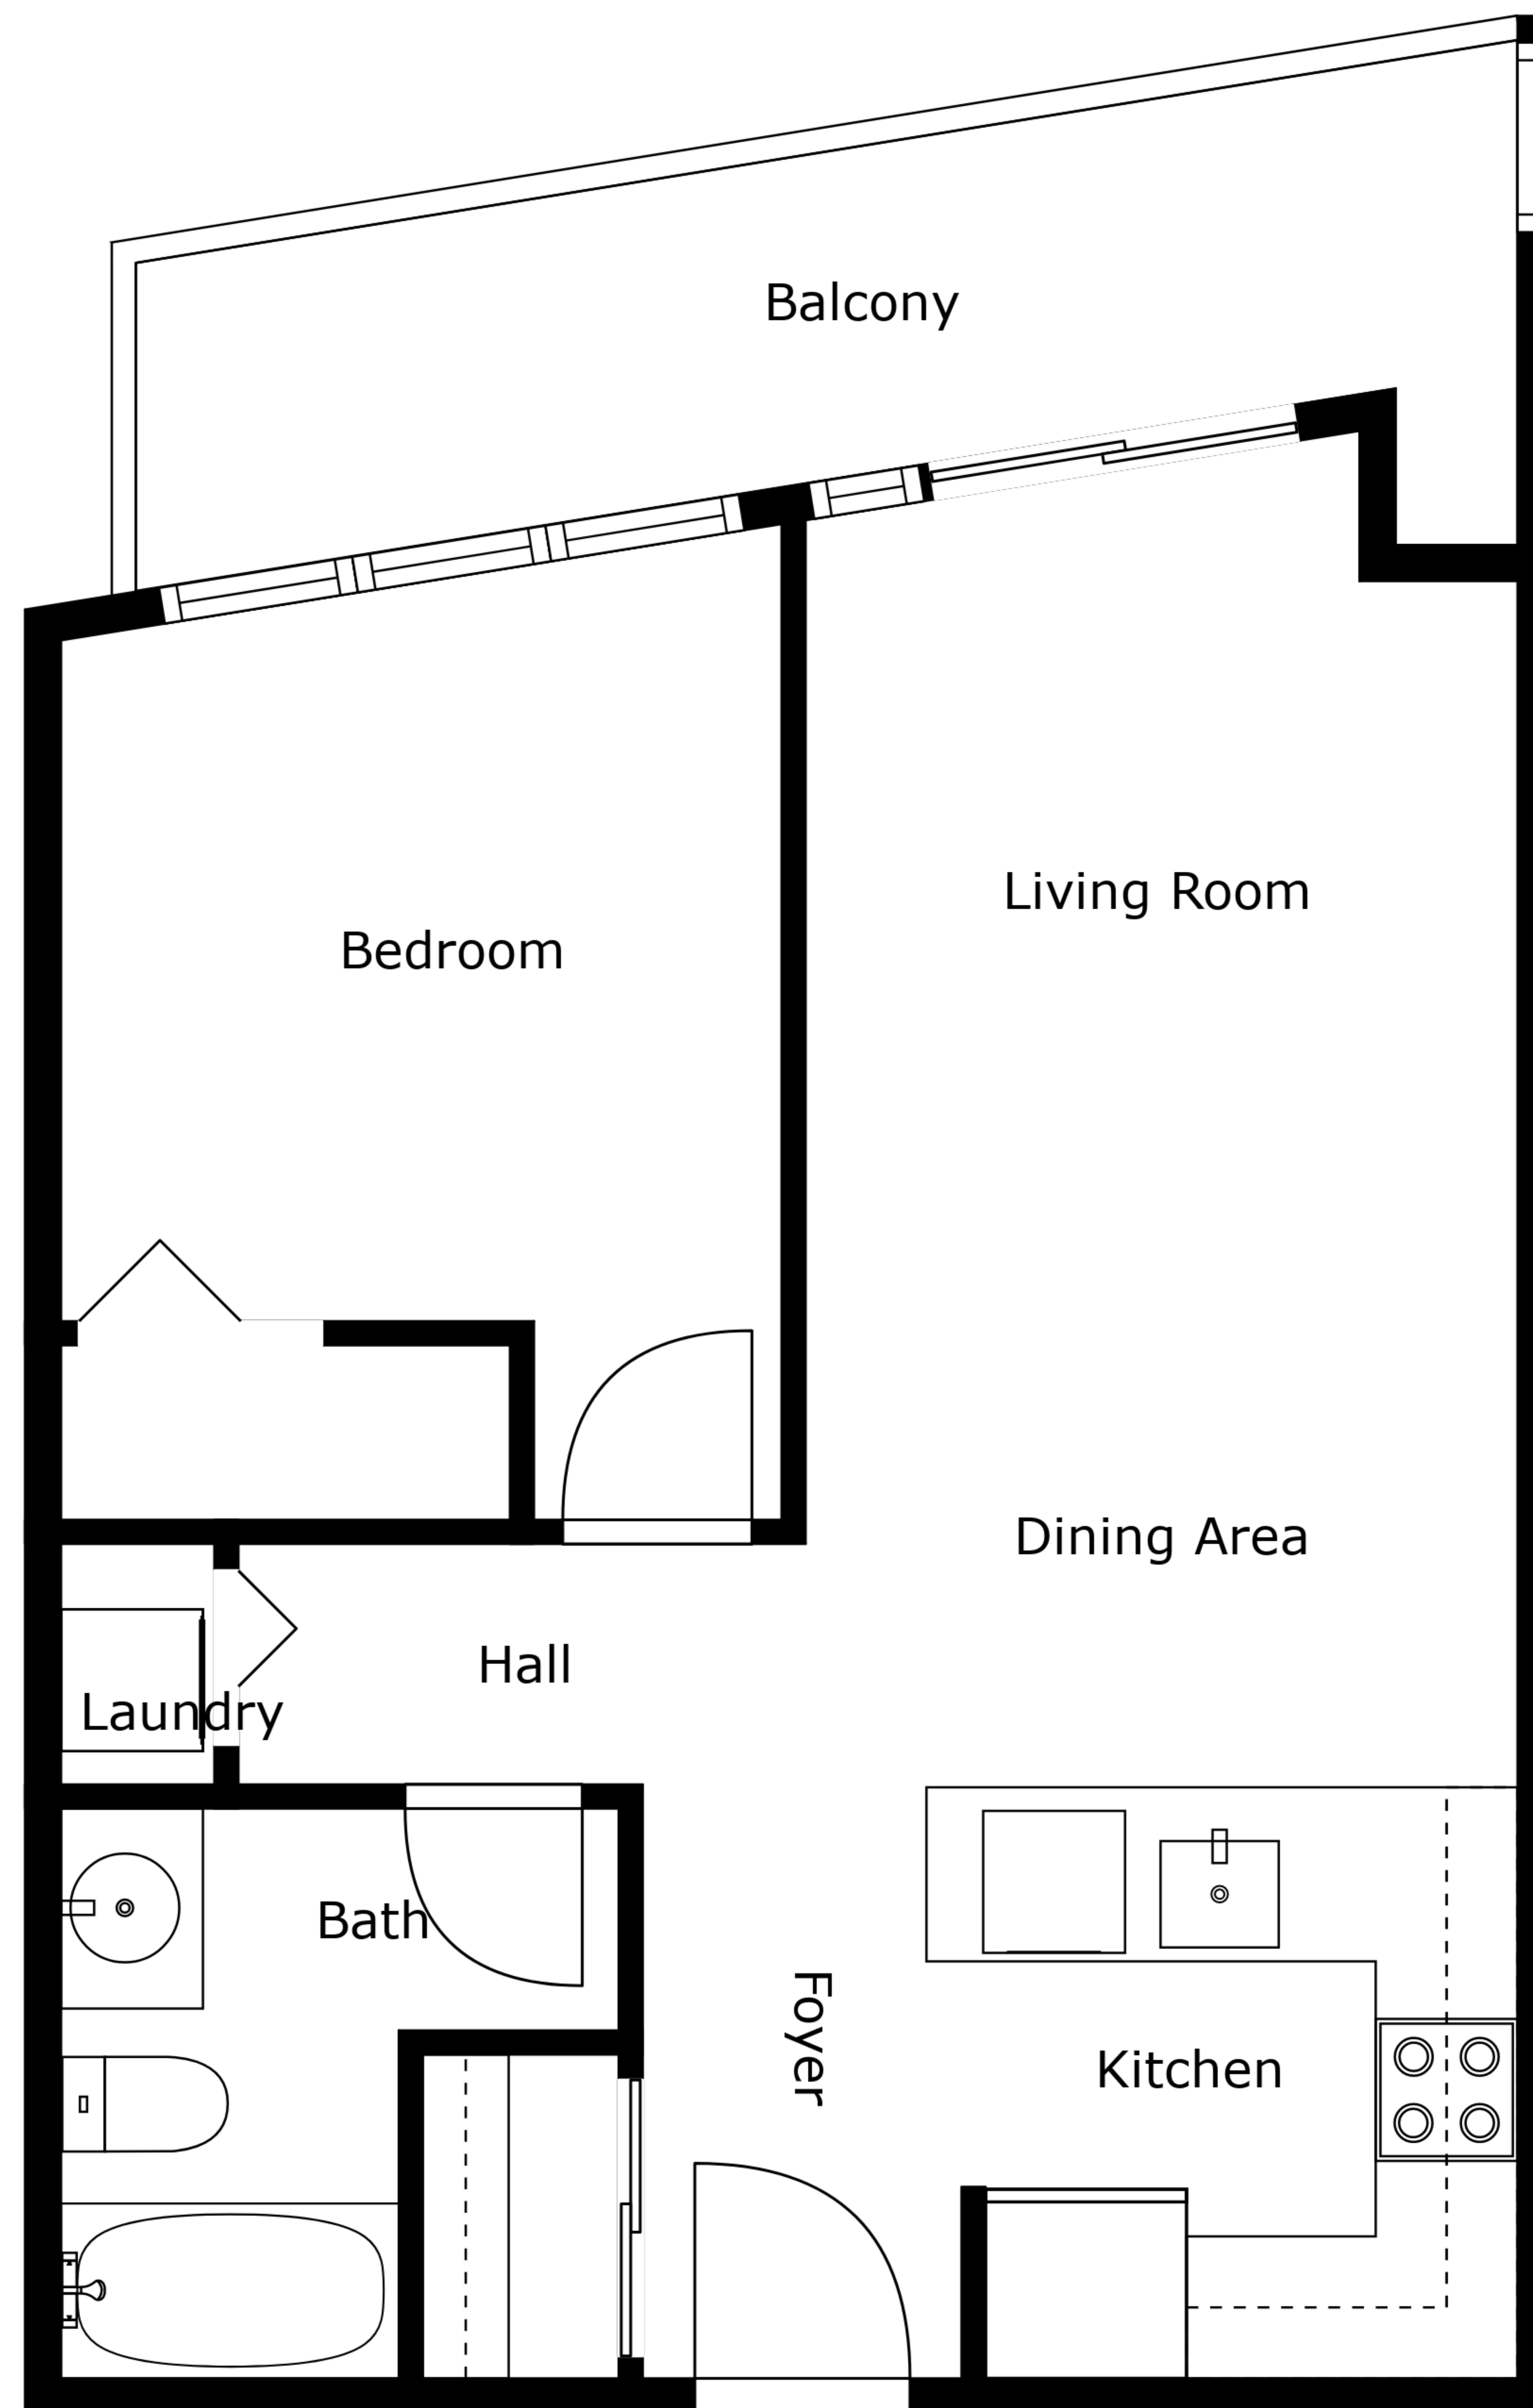 Balcony
Living Room
Bedroom
Dining Area
Hall
Laundry
Bath
Foyer
Kitchen